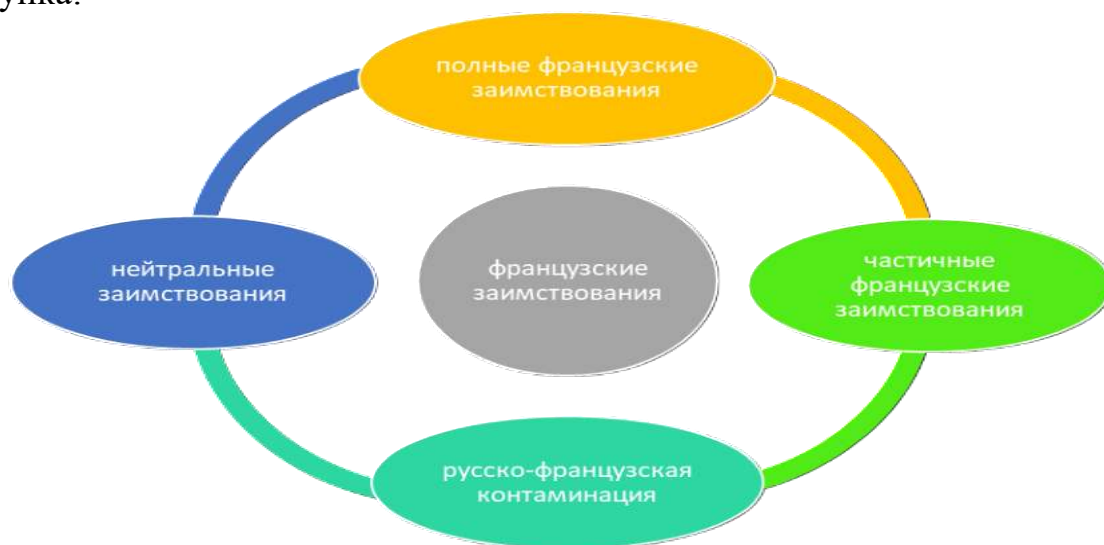 полные французские
заимствования
нейтральные
заимствования
французские
заимствования
частичные
французские
заимствования
русско-французская
контаминация